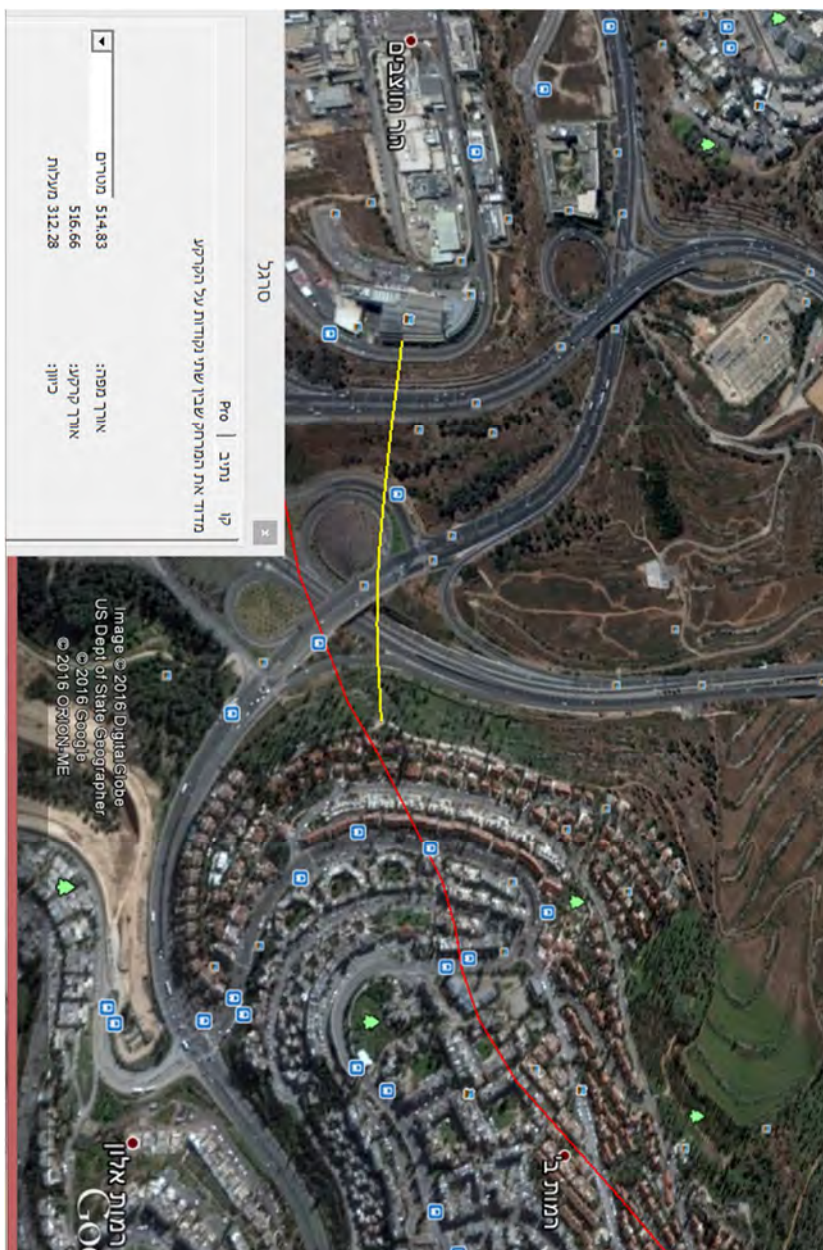 סרגל
קו נתיב Pro
מדוד את המרחק שבין שתי נקודות על הקרקע
אורך מפה: 514.83 מטרים
אורך קרקע: 516.66
כיוון: 312.28 מעלות
הר חוצבים
רמות ב'
רמות אלון
Image © 2016 DigitalGlobe
US Dept of State Geographer
© 2016 Google
© 2016 ORION-ME
Goo